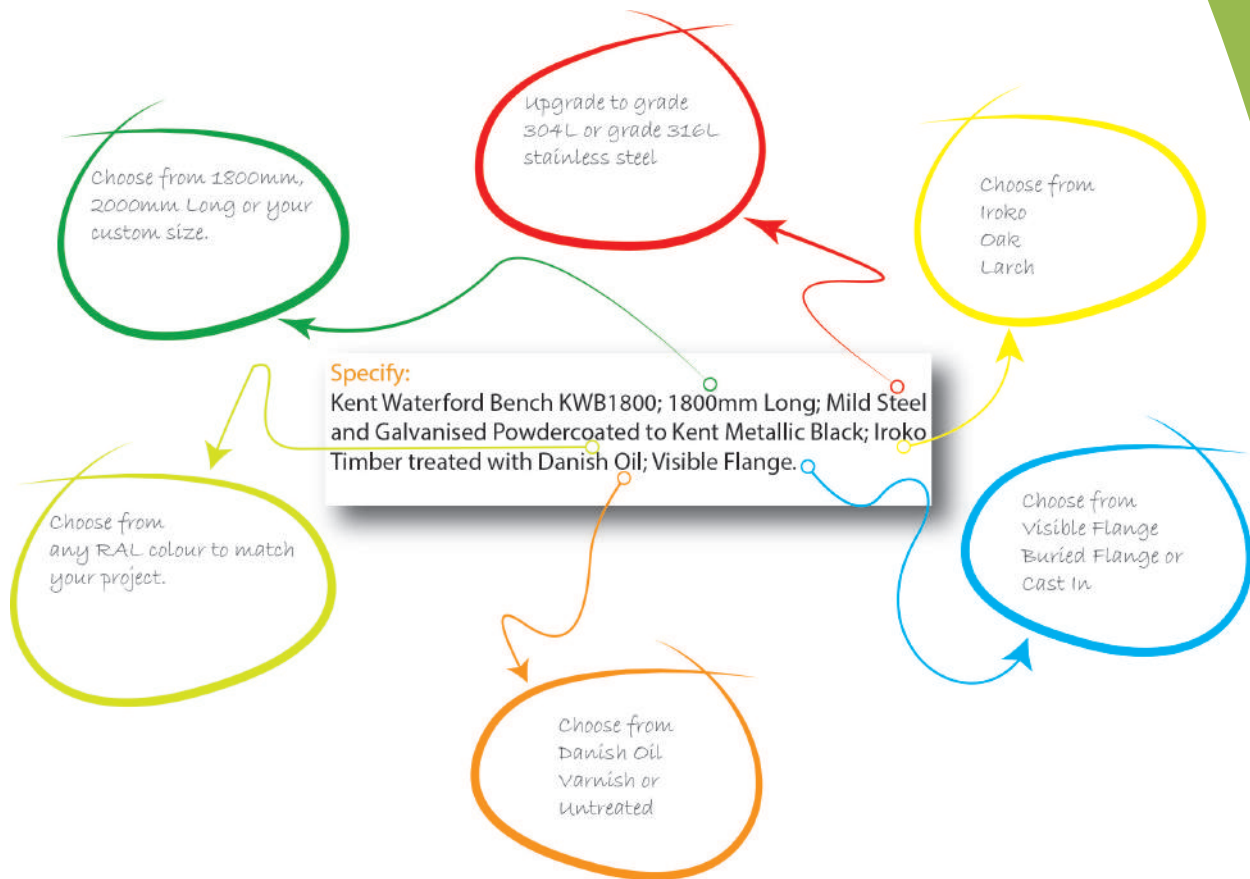 Upgrade to grade
304L or grade 316L
stainless steel
Choose from 1800mm,
2000mm Long or your
custom size.
Choose from
Iroko
Oak
Larch
Specify:
Kent Waterford Bench KWB1800; 1800mm Long; Mild Steel
and Galvanised Powdercoated to Kent Metallic Black; Iroko
Timber treated with Danish Oil; Visible Flange.
Choose from
any RAL colour to match
your project.
Choose from
Visible Flange
Buried Flange or
Cast In
Choose from
Danish Oil
Varnish or
Untreated